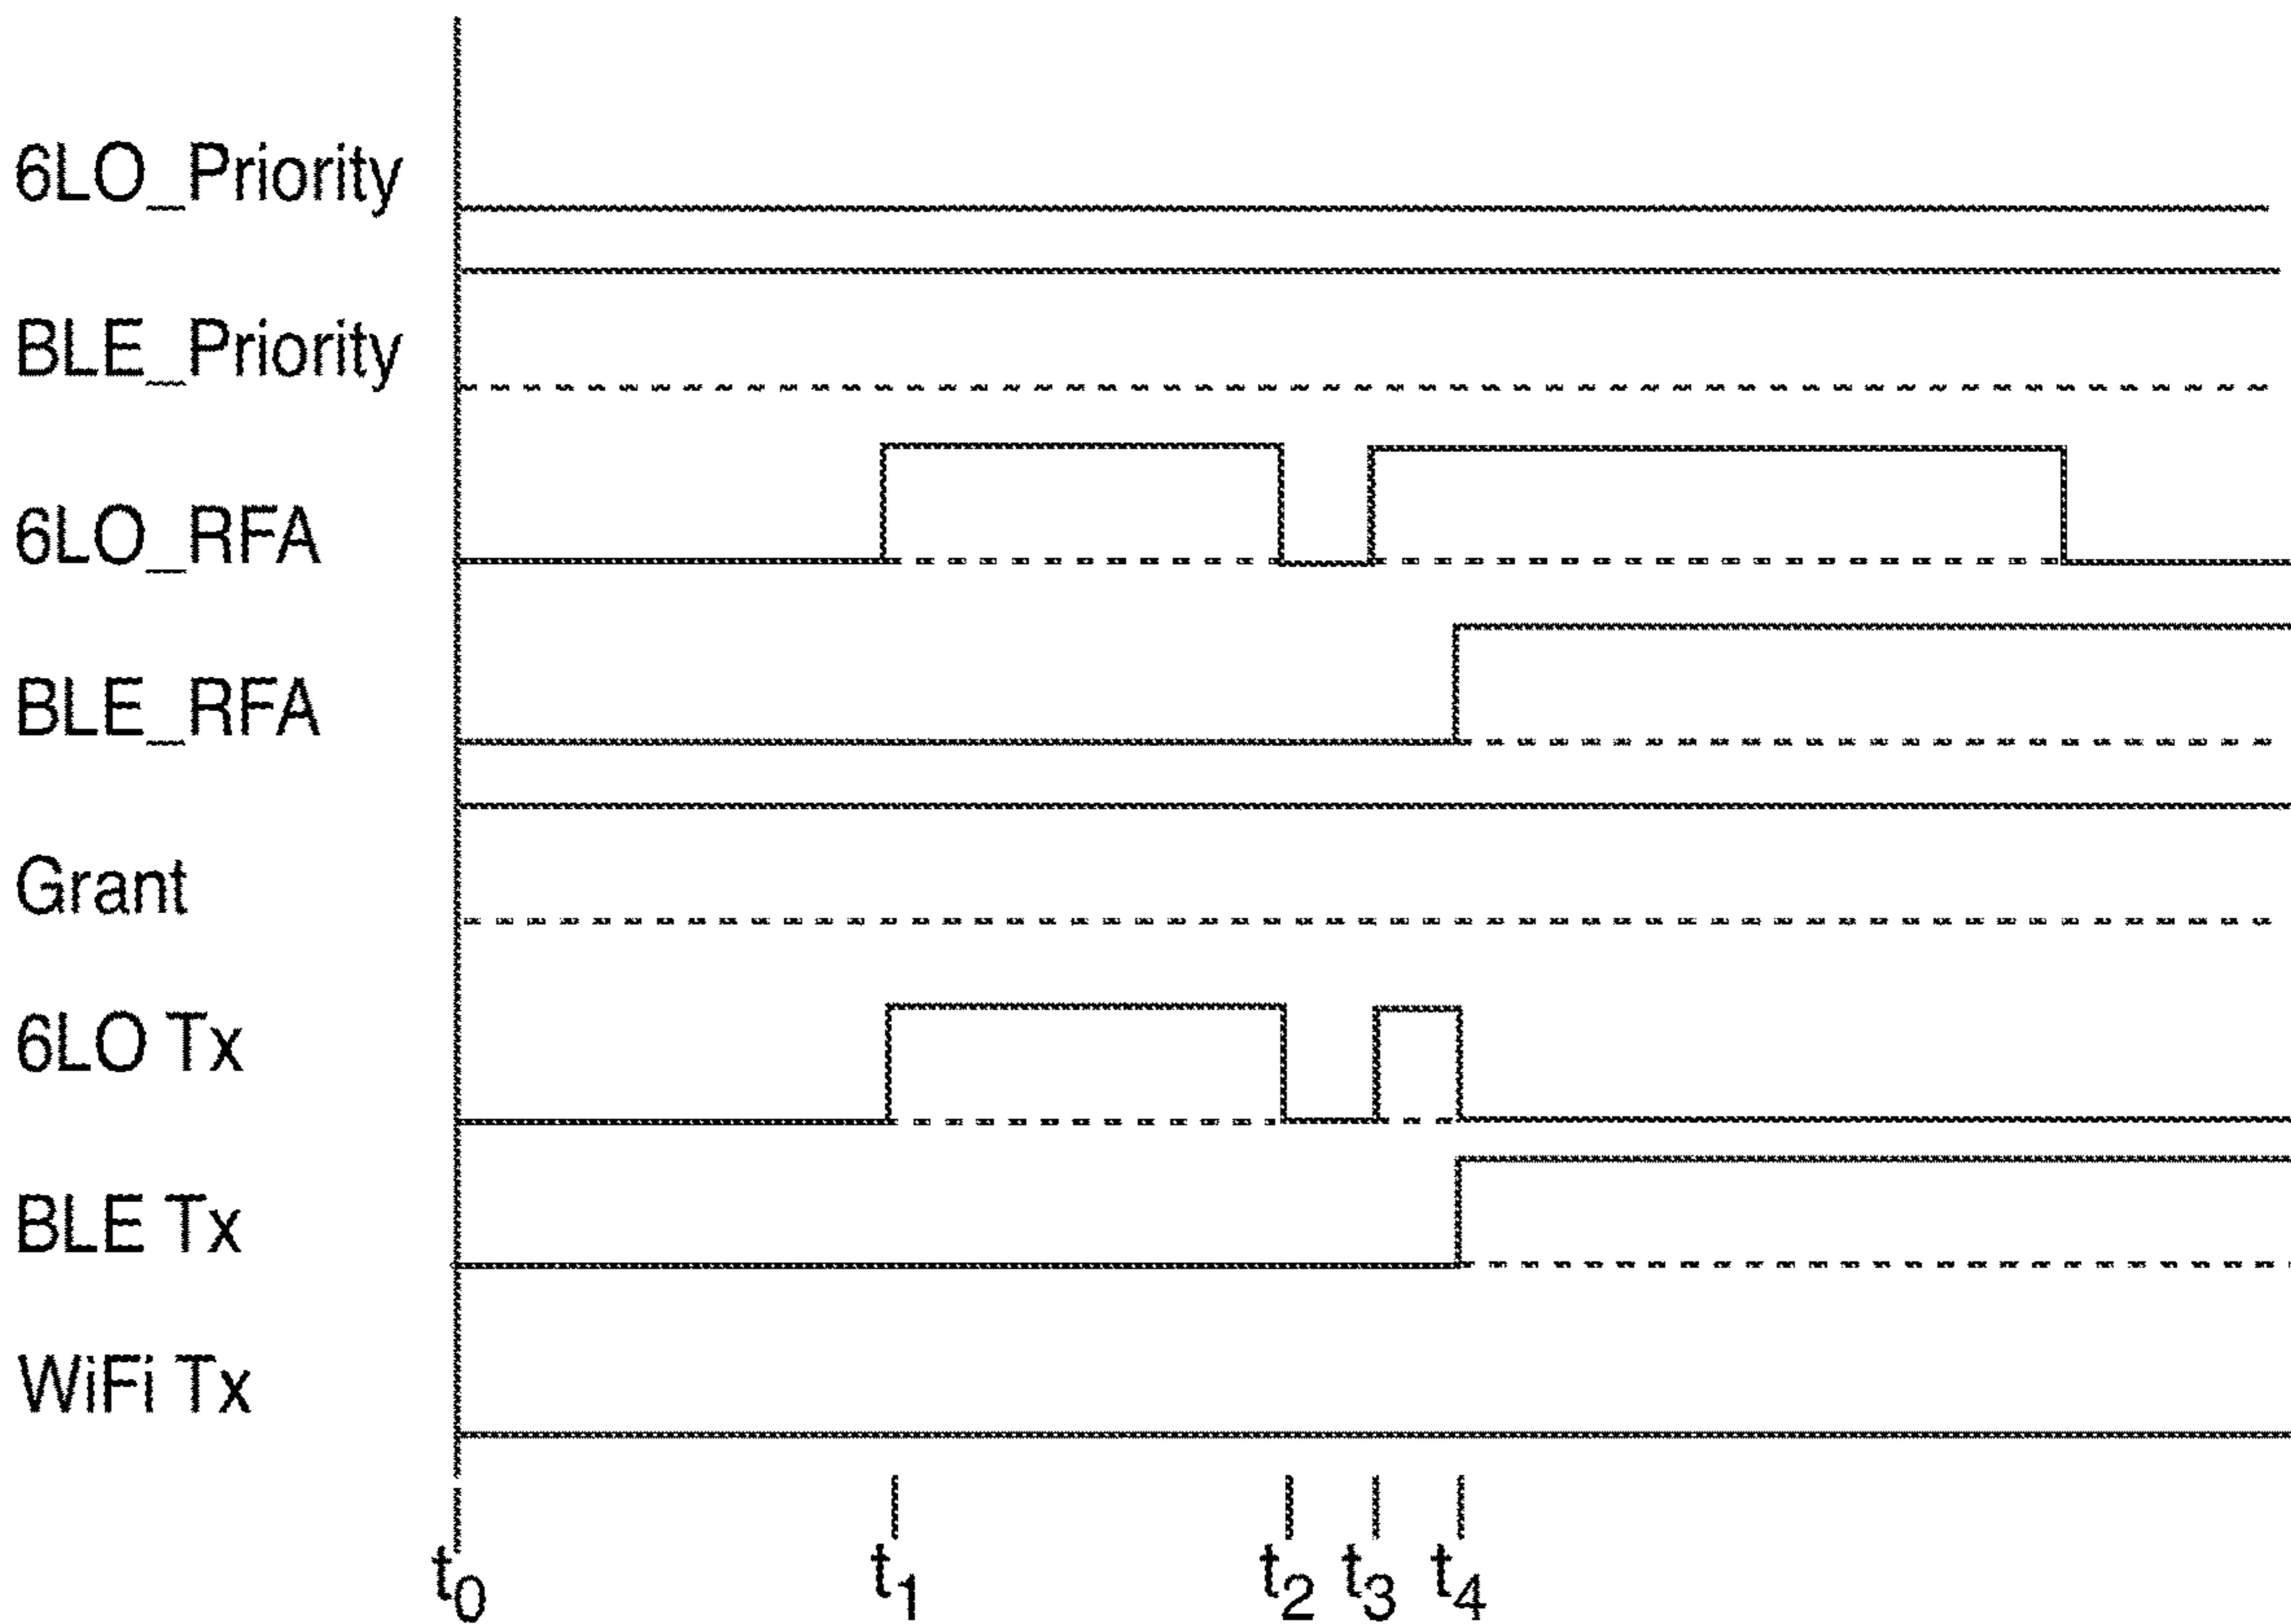 6LO_Priority
BLE_Priority
6LO_RFA
BLE_RFA
Grant
6LO Tx
BLE Tx
WiFi Tx
t0 t1 t2 t3 t4